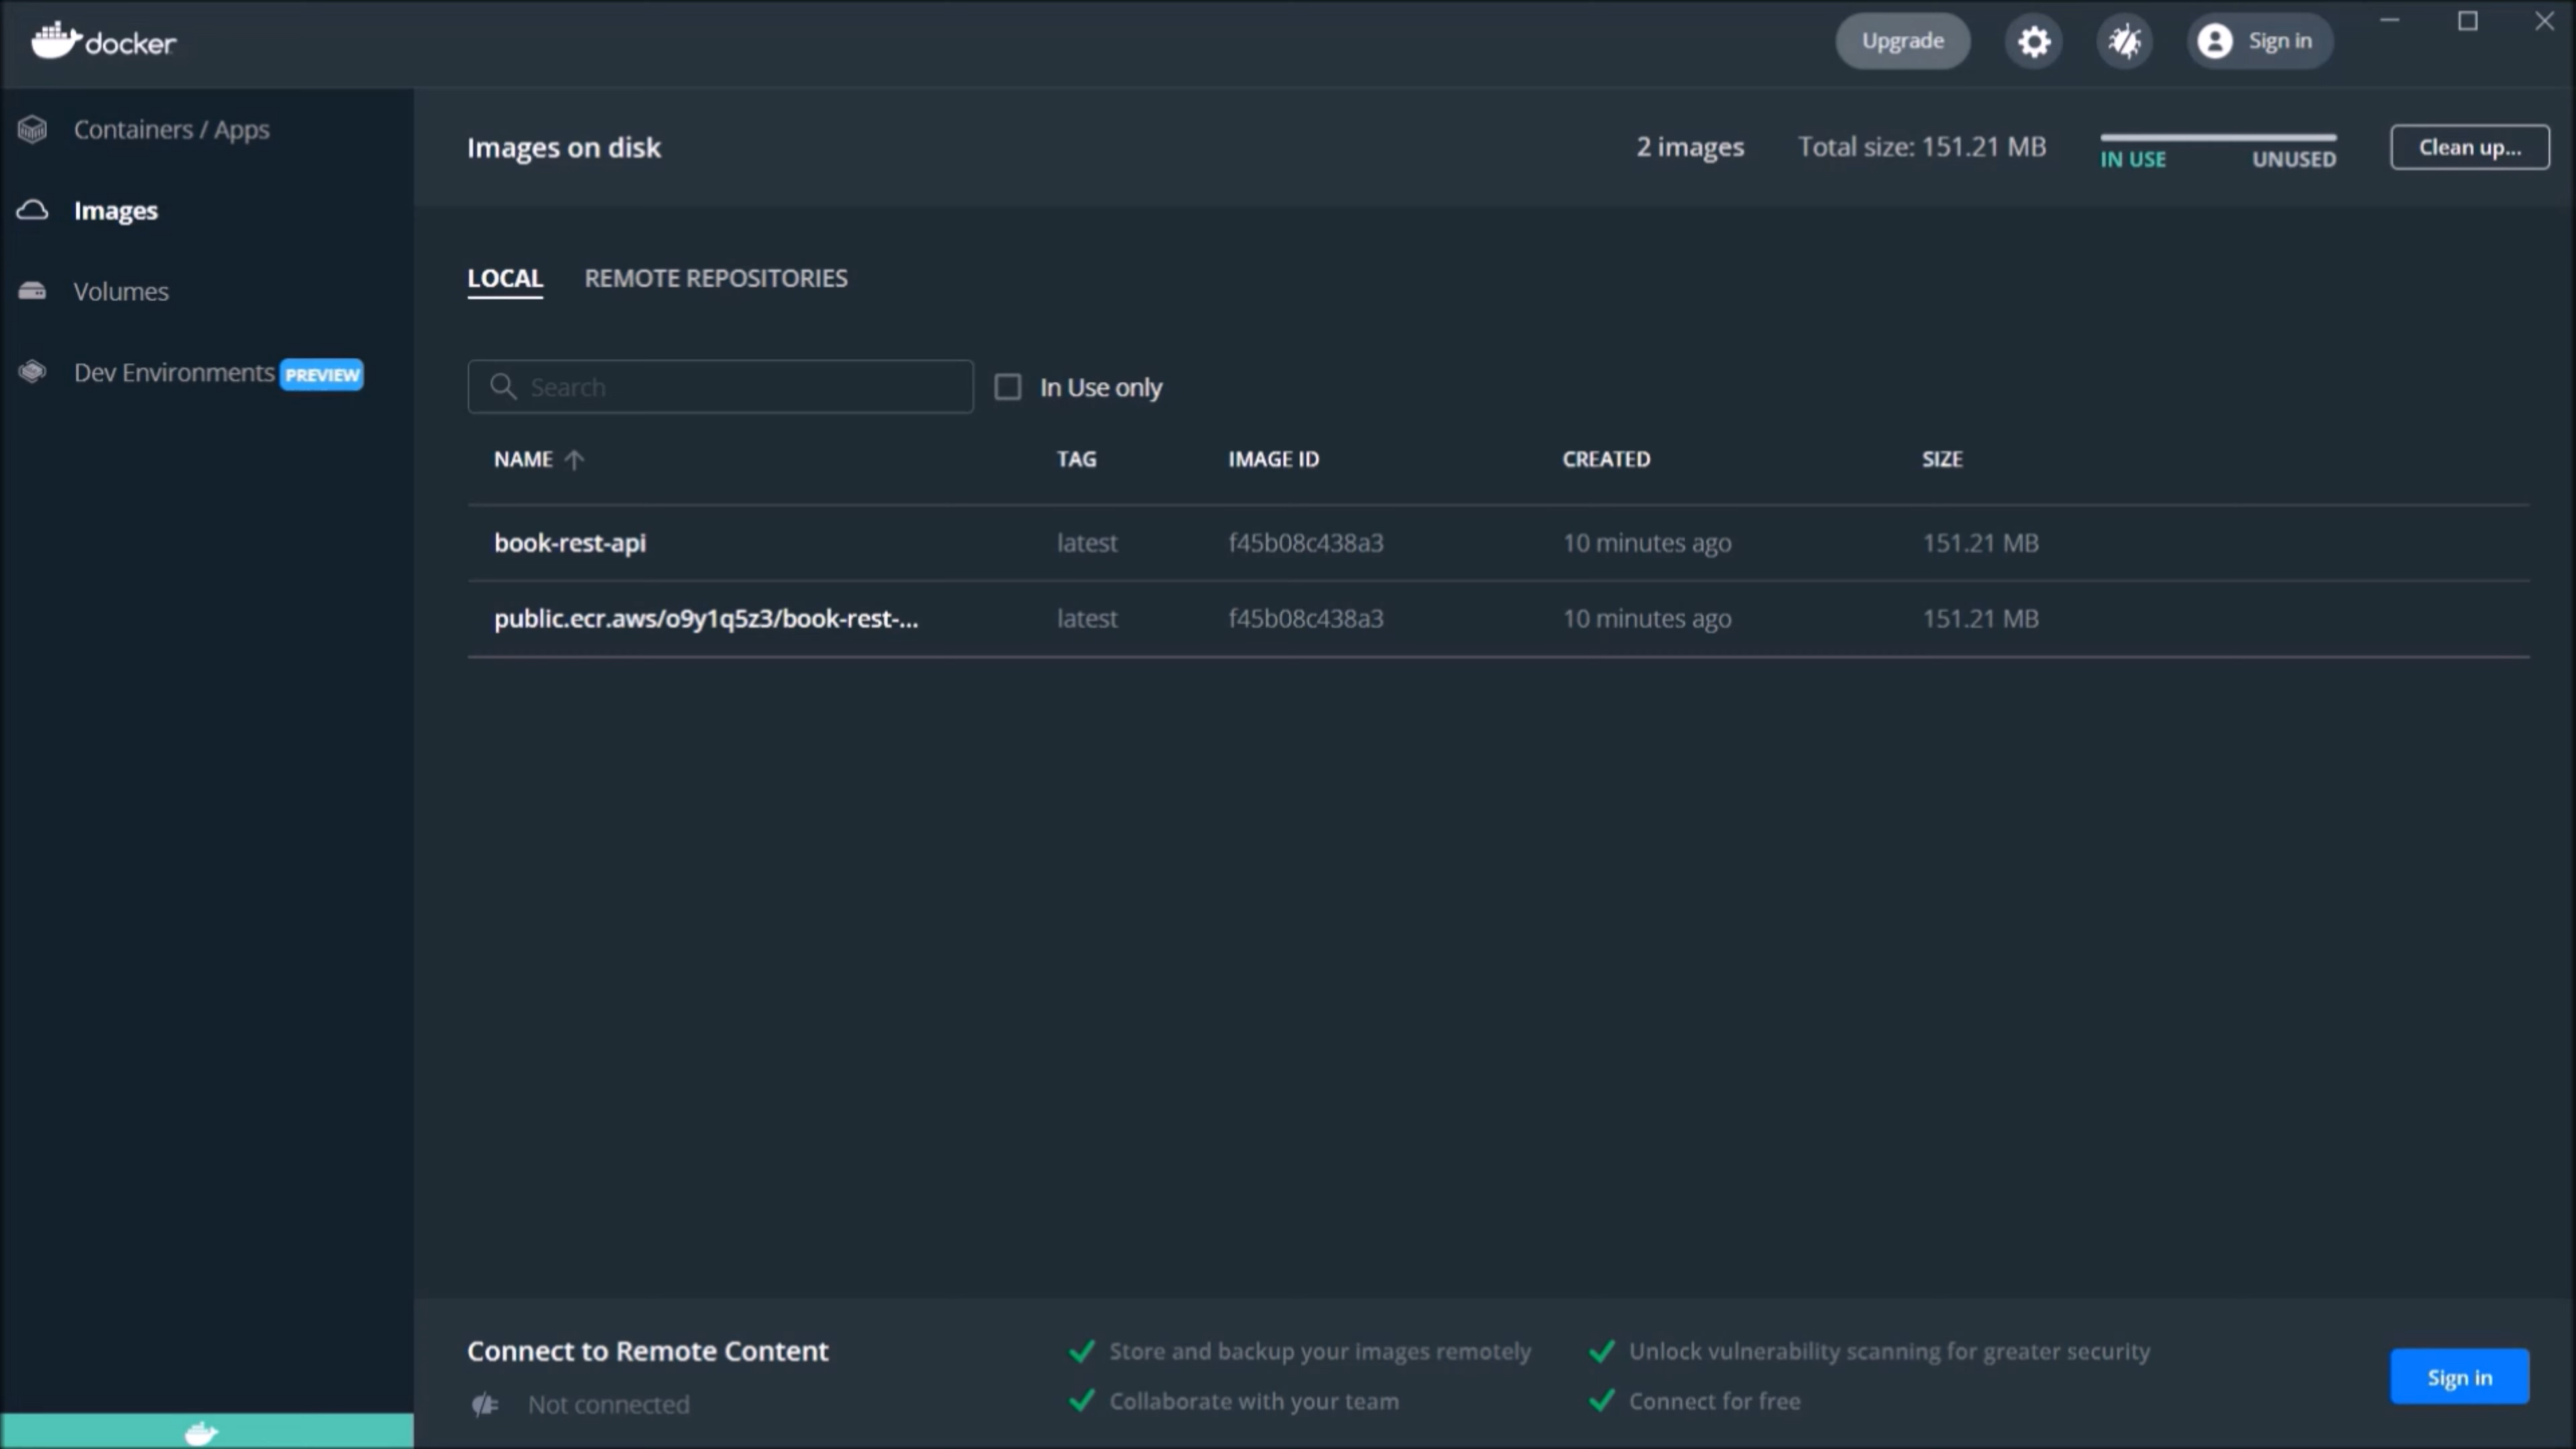 docker
Upgrade
Sign in
Containers / Apps
Images
Volumes
Dev Environments PREVIEW
Images on disk
2 images
Total size: 151.21 MB
IN USE
UNUSED
Clean up...
LOCAL
REMOTE REPOSITORIES
Search
In Use only
NAME TAG IMAGE ID CREATED SIZE
book-rest-api latest f45b08c438a3 10 minutes ago 151.21 MB
public.ecr.aws/o9y1q5z3/book-rest-... latest f45b08c438a3 10 minutes ago 151.21 MB
Connect to Remote Content
Not connected
Store and backup your images remotely
Collaborate with your team
Unlock vulnerability scanning for greater security
Connect for free
Sign in